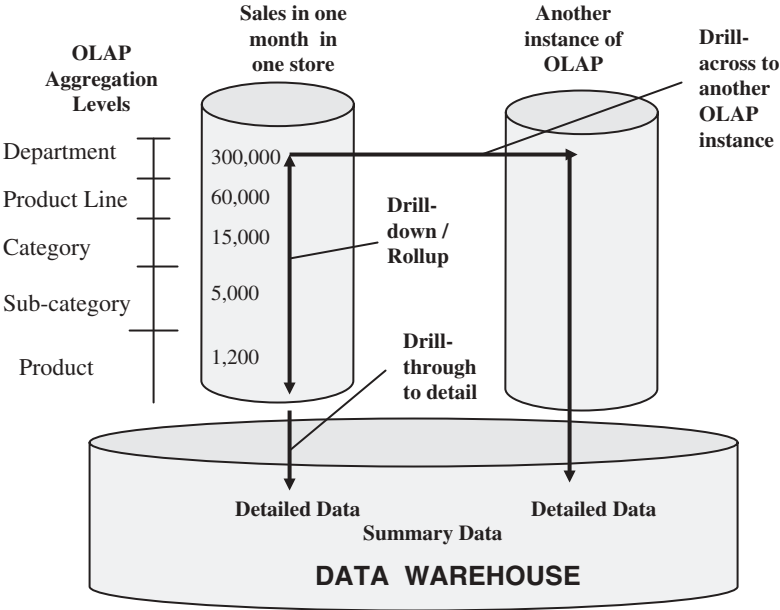 Sales in one
month in
one store
Another
instance of
OLAP
Drill-
across to
another
OLAP
instance
OLAP
Aggregation
Levels
Department
300,000
Product Line
60,000
Category
15,000
Sub-category
5,000
Product
1,200
Drill-
down /
Rollup
Drill-
through
to detail
Detailed Data
Detailed Data
Summary Data
DATA WAREHOUSE